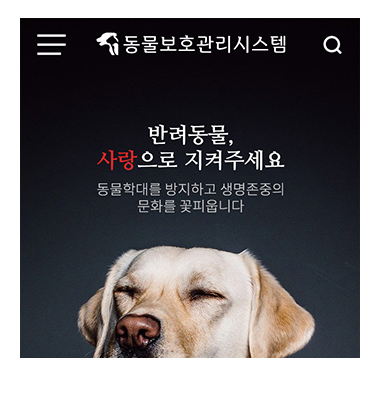 동물보호관리시스템
반려동물,
사랑으로 지켜주세요
동물학대를 방지하고 생명존중의
문화를 꽃피웁니다